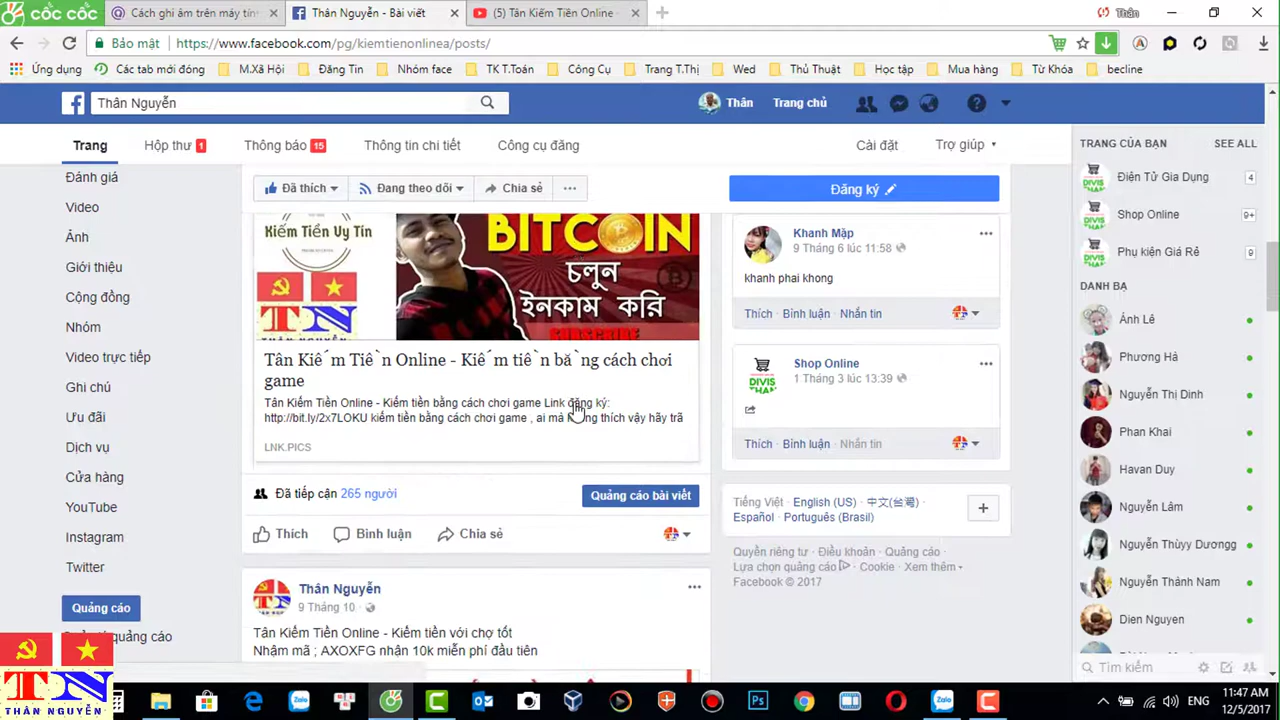 cốc cốc
Cách ghi âm trên máy tín
Thân Nguyễn - Bài viết
(5) Tân Kiếm Tiền Online -
Thân
Bảo mật
https://www.facebook.com/pg/kiemtienonlinea/posts/
Ứng dụng
Các tab mới đóng
M.Xã Hội
Đăng Tin
Nhóm face
TK T.Toán
Công Cụ
Trang T.Thị
Wed
Thủ Thuật
Học tập
Mua hàng
Từ Khóa
becline
Thân Nguyễn
Thân
Trang chủ
Trang
Hộp thư 1
Thông báo 15
Thông tin chi tiết
Công cụ đăng
Cài đặt
Trợ giúp
Đánh giá
Video
Ảnh
Giới thiệu
Cộng đồng
Nhóm
Video trực tiếp
Ghi chú
Ưu đãi
Dịch vụ
Cửa hàng
YouTube
Instagram
Twitter
Quảng cáo
Đã thích
Đang theo dõi
Chia sẻ
Đăng ký
Kiếm Tiền Uy Tín
TN
THÂN NGUYỄN
BITCOIN
চলুন
ইনকাম করি
SUBSCRIBE
Tân Kiếm Tiền Online - Kiếm tiền bằng cách chơi
game
Tân Kiếm Tiền Online - Kiếm tiền bằng cách chơi game Link đăng ký:
http://bit.ly/2x7LOKU kiếm tiền bằng cách chơi game , ai mà không thích vậy hãy trã
LNK.PICS
Đã tiếp cận 265 người
Quảng cáo bài viết
Thích
Bình luận
Chia sẻ
Thân Nguyễn
9 Tháng 10
Tân Kiếm Tiền Online - Kiếm tiền với chợ tốt
Nhậm mã ; AXOXFG nhận 10k miễn phí đầu tiên
Khanh Mập
9 Tháng 6 lúc 11:58
khanh phai khong
Thích · Bình luận · Nhắn tin
Shop Online
1 Tháng 3 lúc 13:39
Thích · Bình luận · Nhắn tin
Tiếng Việt · English (US) · 中文(台灣) ·
Español · Português (Brasil)
Quyền riêng tư · Điều khoản · Quảng cáo ·
Lựa chọn quảng cáo · Cookie · Xem thêm
Facebook © 2017
TRANG CỦA BẠN
SEE ALL
Điện Tử Gia Dụng 4
Shop Online 9+
Phụ kiện Giá Rẻ 9
DANH BẠ
Ánh Lê
Phương Hà
Nguyễn Thị Dinh
Phan Khai
Havan Duy
Nguyễn Lâm
Nguyễn Thùyy Dươngg
Nguyễn Thành Nam
Dien Nguyen
Tìm kiếm
TN
THÂN NGUYỄN
ENG
11:47 AM
12/5/2017